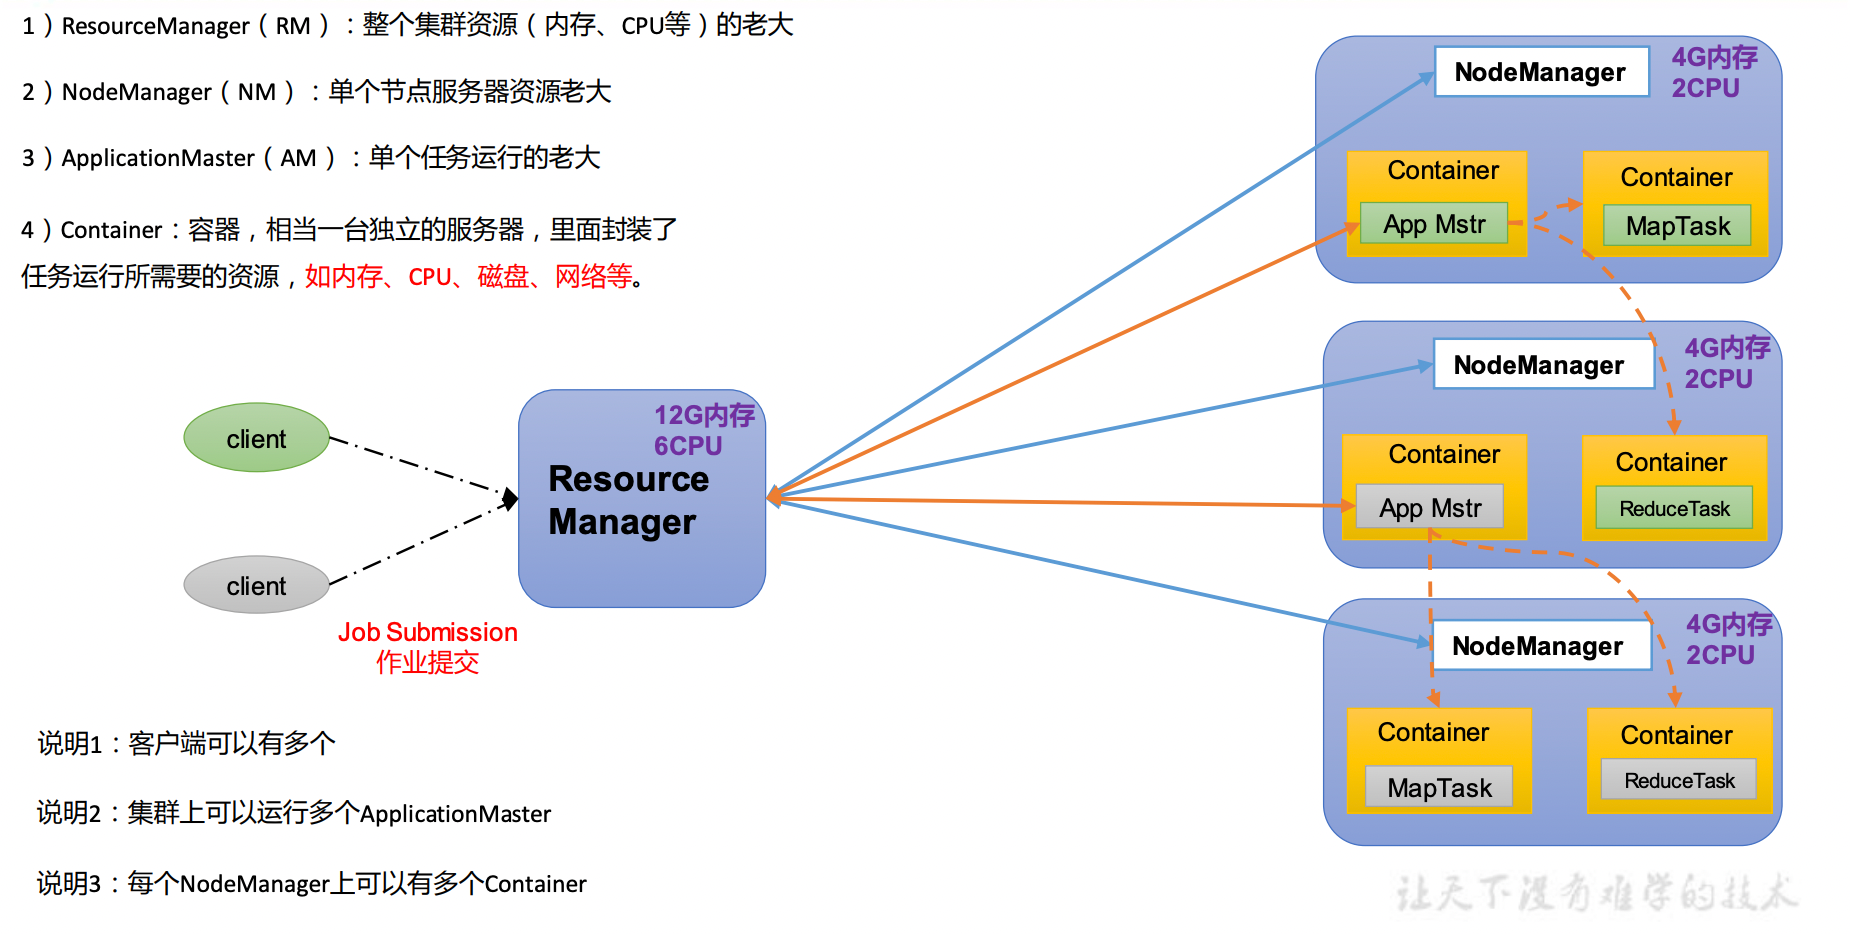 1）ResourceManager（RM）：整个集群资源（内存、CPU等）的老大
2）NodeManager（NM）：单个节点服务器资源老大
3）ApplicationMaster（AM）：单个任务运行的老大
4）Container：容器，相当一台独立的服务器，里面封装了
任务运行所需要的资源，如内存、CPU、磁盘、网络等。
client
client
Job Submission
作业提交
12G内存
6CPU
Resource
Manager
NodeManager
4G内存
2CPU
Container
App Mstr
Container
MapTask
NodeManager
4G内存
2CPU
Container
App Mstr
Container
ReduceTask
NodeManager
4G内存
2CPU
Container
MapTask
Container
ReduceTask
说明1：客户端可以有多个
说明2：集群上可以运行多个ApplicationMaster
说明3：每个NodeManager上可以有多个Container
让天下没有难学的技术